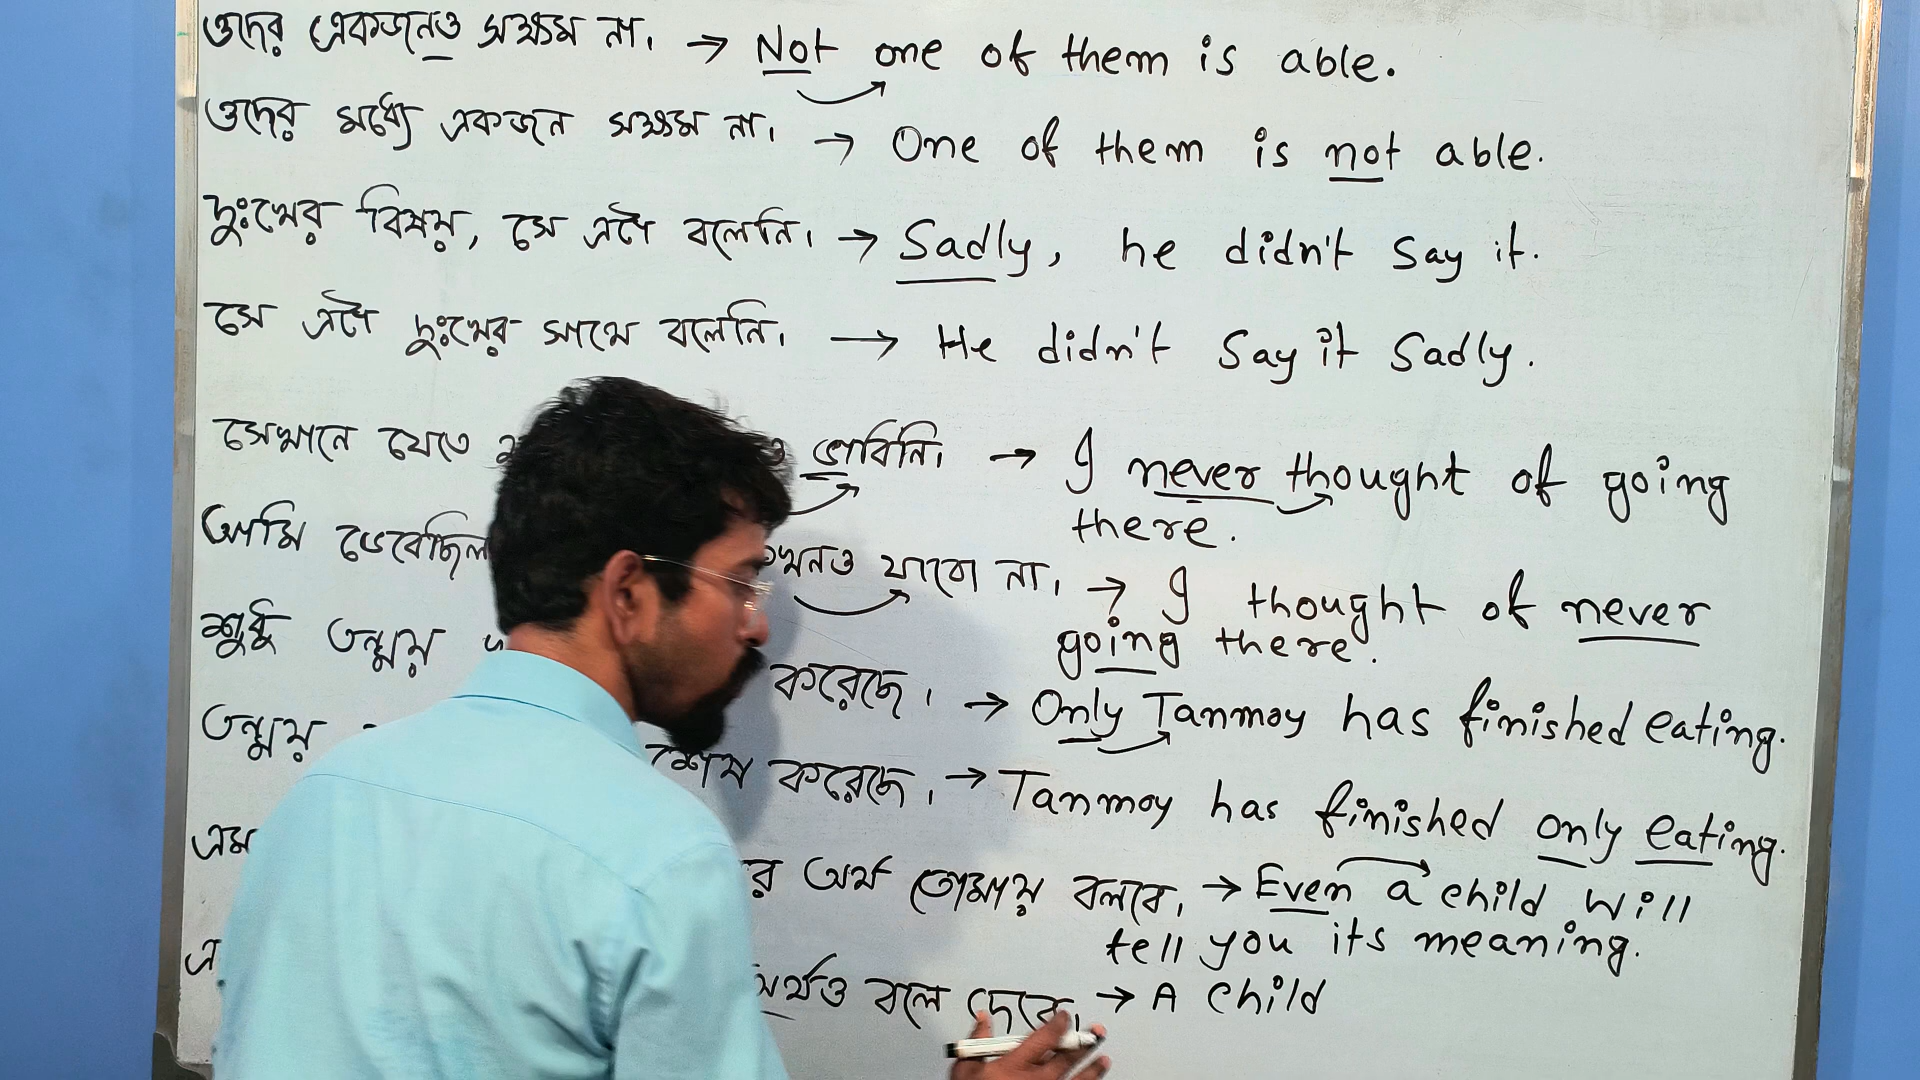 ওদের একজনও সক্ষম না। → Not one of them is able.
ওদের মধ্যে একজন সক্ষম না। → One of them is not able.
দুঃখের বিষয়, সে এটা বলেনি। → Sadly, he didn't say it.
সে এটা দুঃখের সাথে বলেনি। → He didn't say it sadly.
সেখানে যেতে ভাবিনি। → I never thought of going
there.
আমি যাবো না। → I thought of never
going there.
শুধু তন্ময় করেছে। → Only Tanmoy has finished eating.
তন্ময় শেষ করেছে। → Tanmoy has finished only eating.
অর্থ তোমায় বলবে। → Even a child will
tell you its meaning.
বলে দেবে। → A child